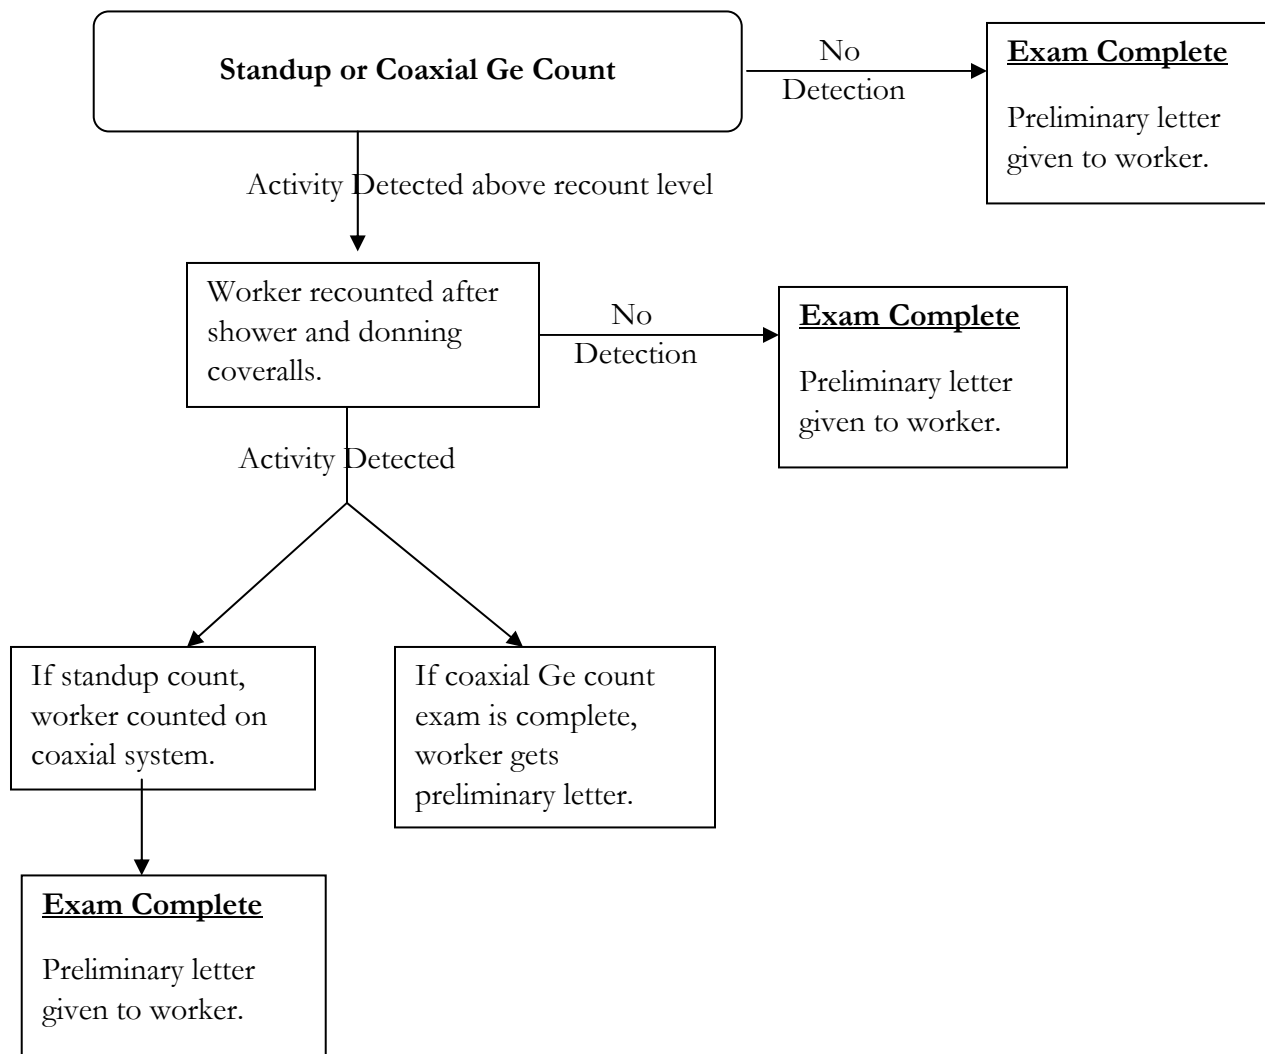 Standup or Coaxial Ge Count
No
Detection
Exam Complete
Preliminary letter
given to worker.
Activity Detected above recount level
Worker recounted after
shower and donning
coveralls.
No
Detection
Exam Complete
Preliminary letter
given to worker.
Activity Detected
If standup count,
worker counted on
coaxial system.
If coaxial Ge count
exam is complete,
worker gets
preliminary letter.
Exam Complete
Preliminary letter
given to worker.